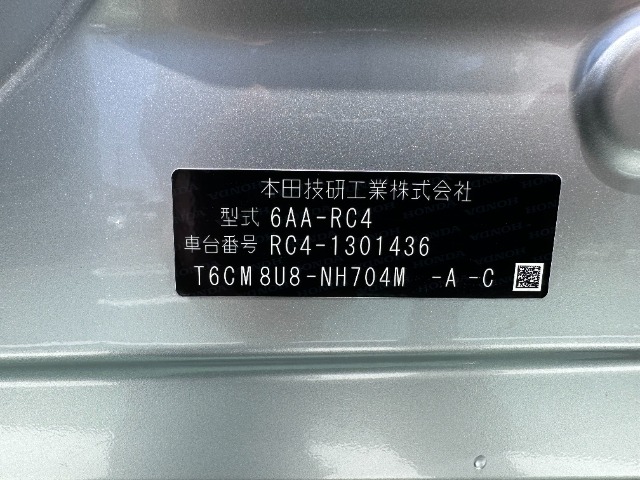 本田技研工業株式会社
型式 6AA-RC4
車台番号 RC4-1301436
T6CM8U8-NH704M -A -C